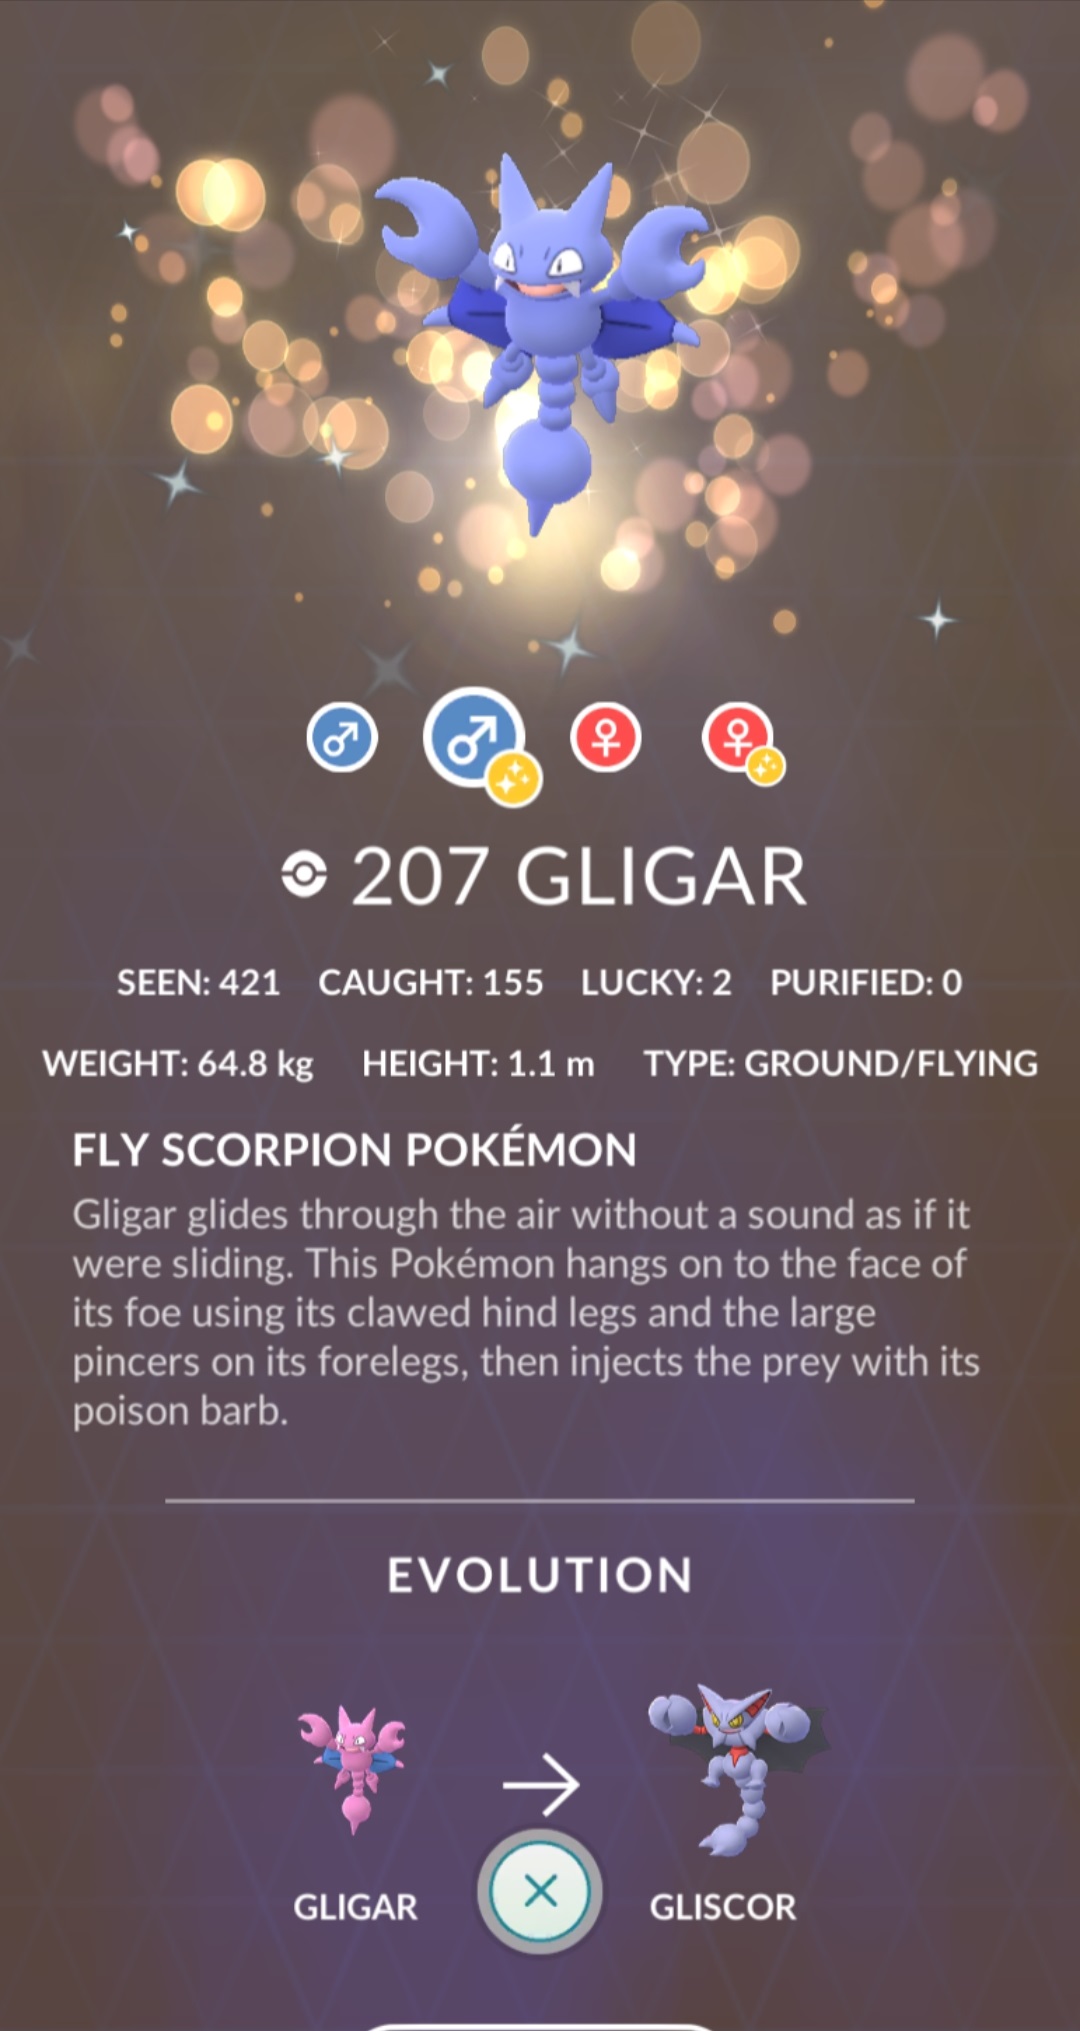 207 GLIGAR
SEEN: 421 CAUGHT: 155 LUCKY: 2 PURIFIED: 0
WEIGHT: 64.8 kg HEIGHT: 1.1 m TYPE: GROUND/FLYING
FLY SCORPION POKÉMON
Gligar glides through the air without a sound as if it
were sliding. This Pokémon hangs on to the face of
its foe using its clawed hind legs and the large
pincers on its forelegs, then injects the prey with its
poison barb.
EVOLUTION
GLIGAR GLISCOR